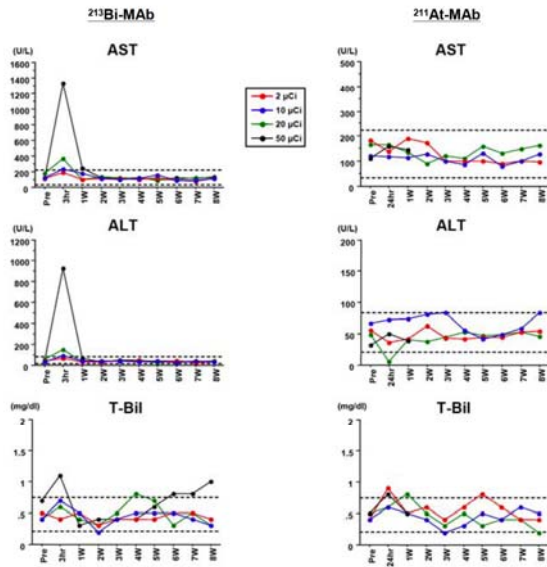 ²¹³Bi-MAb
²¹¹At-MAb
(U/L) AST
1600
1400
1200
1000
800
600
400
200
0
Pre 3hr 1W 2W 3W 4W 5W 6W 7W 8W
2 μCi
10 μCi
20 μCi
50 μCi
(U/L) AST
500
400
300
200
100
0
Pre 24hr 1W 2W 3W 4W 5W 6W 7W 8W
(U/L) ALT
1200
1000
800
600
400
200
0
Pre 3hr 1W 2W 3W 4W 5W 6W 7W 8W
(U/L) ALT
200
150
100
50
0
Pre 24hr 1W 2W 3W 4W 5W 6W 7W 8W
(mg/dl) T-Bil
2
1.5
1
.5
0
Pre 3hr 1W 2W 3W 4W 5W 6W 7W 8W
(mg/dl) T-Bil
2
1.5
1
.5
0
Pre 24hr 1W 2W 3W 4W 5W 6W 7W 8W